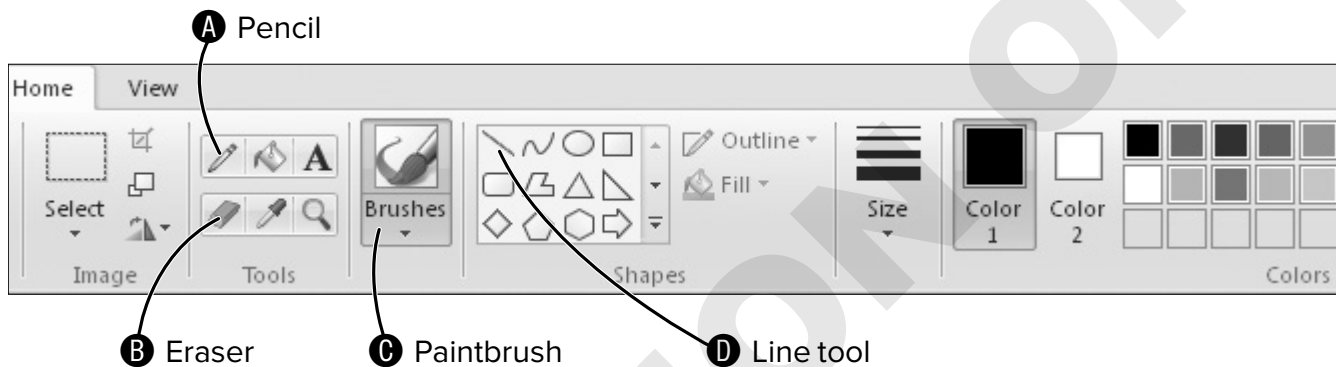 A Pencil
Home View
A
Select
Brushes
Outline
Fill
Size
Color 1
Color 2
Image
Tools
Shapes
Colors
B Eraser
C Paintbrush
D Line tool